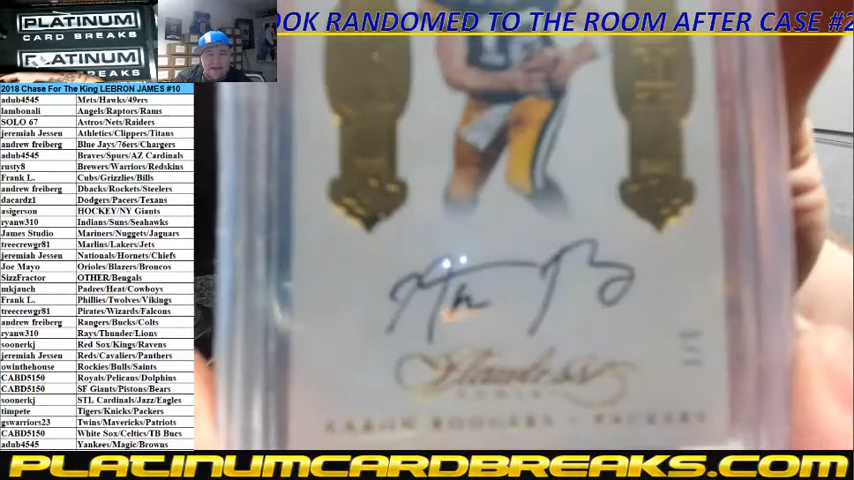 PLATINUM
CARD BREAKS
PLATINUM
CARD BREAKS
OOK RANDOMED TO THE ROOM AFTER CASE #2
2018 Chase For The King LEBRON JAMES #10
adub4545 Mets/Hawks/49ers
lambonali Angels/Raptors/Rams
SOLO 67 Astros/Nets/Raiders
jeremiah Jessen Athletics/Clippers/Titans
andrew freiberg Blue Jays/76ers/Chargers
adub4545 Braves/Spurs/AZ Cardinals
rusty8 Brewers/Warriors/Redskins
Frank L. Cubs/Grizzlies/Bills
andrew freiberg Dbacks/Rockets/Steelers
dacardz1 Dodgers/Pacers/Texans
asigerson HOCKEY/NY Giants
ryanw310 Indians/Suns/Seahawks
James Studio Mariners/Nuggets/Jaguars
treecrewgr81 Marlins/Lakers/Jets
jeremiah Jessen Nationals/Hornets/Chiefs
Joe Mayo Orioles/Blazers/Broncos
SizzFractor OTHER/Bengals
mkjauch Padres/Heat/Cowboys
Frank L. Phillies/Twolves/Vikings
treecrewgr81 Pirates/Wizards/Falcons
andrew freiberg Rangers/Bucks/Colts
ryanw310 Rays/Thunder/Lions
soonerkj Red Sox/Kings/Ravens
jeremiah Jessen Reds/Cavaliers/Panthers
owinthehouse Rockies/Bulls/Saints
CABD5150 Royals/Pelicans/Dolphins
CABD5150 SF Giants/Pistons/Bears
soonerkj STL Cardinals/Jazz/Eagles
timpete Tigers/Knicks/Packers
gswarriors23 Twins/Mavericks/Patriots
CABD5150 White Sox/Celtics/TB Bucs
adub4545 Yankees/Magic/Browns
Flawless
AARON RODGERS - PACKERS
1/1
PLATINUMCARDBREAKS.COM